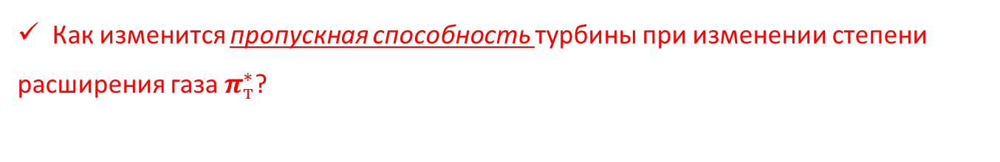 ✓ Как изменится пропускная способность турбины при изменении степени
расширения газа π*т?